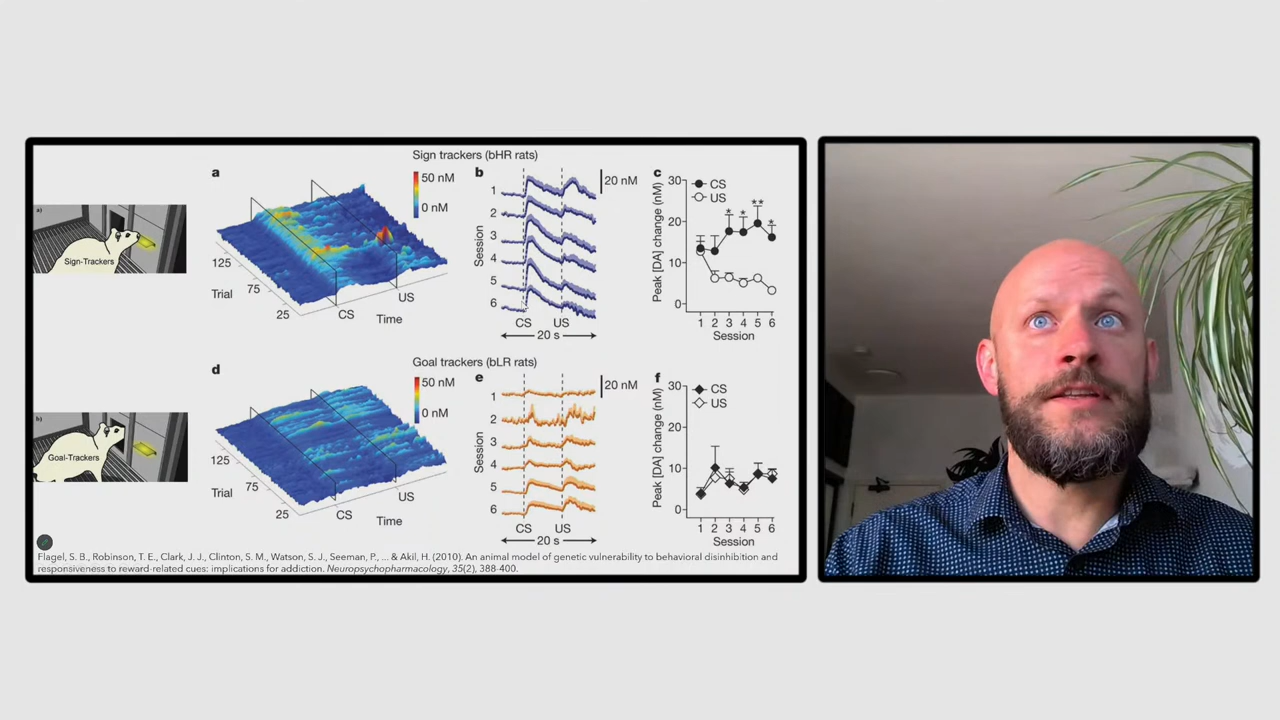 Sign trackers (bHR rats)
a
50 nM
0 nM
125
Trial
75
25
CS
US
Time
b
1
2
3
4
5
6
Session
20 nM
CS
US
20 s
c
CS
US
30
20
10
0
Peak [DA] change (nM)
*
*
**
*
1 2 3 4 5 6
Session
a)
Sign-Trackers
Goal trackers (bLR rats)
d
50 nM
0 nM
125
Trial
75
25
CS
US
Time
e
1
2
3
4
5
6
Session
20 nM
CS
US
20 s
f
CS
US
30
20
10
0
Peak [DA] change (nM)
1 2 3 4 5 6
Session
b)
Goal-Trackers
Flagel, S. B., Robinson, T. E., Clark, J. J., Clinton, S. M., Watson, S. J., Seeman, P., ... & Akil, H. (2010). An animal model of genetic vulnerability to behavioral disinhibition and
responsiveness to reward-related cues: implications for addiction. Neuropsychopharmacology, 35(2), 388-400.